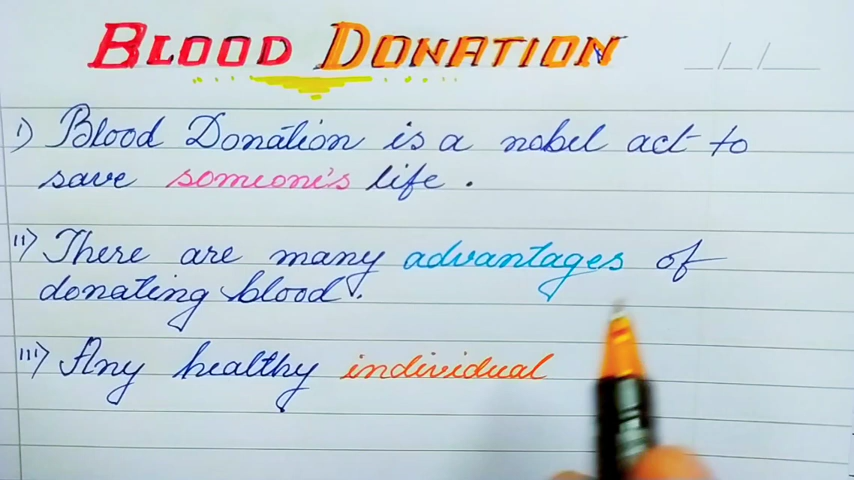 BLOOD DONATION
i) Blood Donation is a nobel act to
save someone's life.
ii) There are many advantages of
donating blood.
iii) Any healthy individual